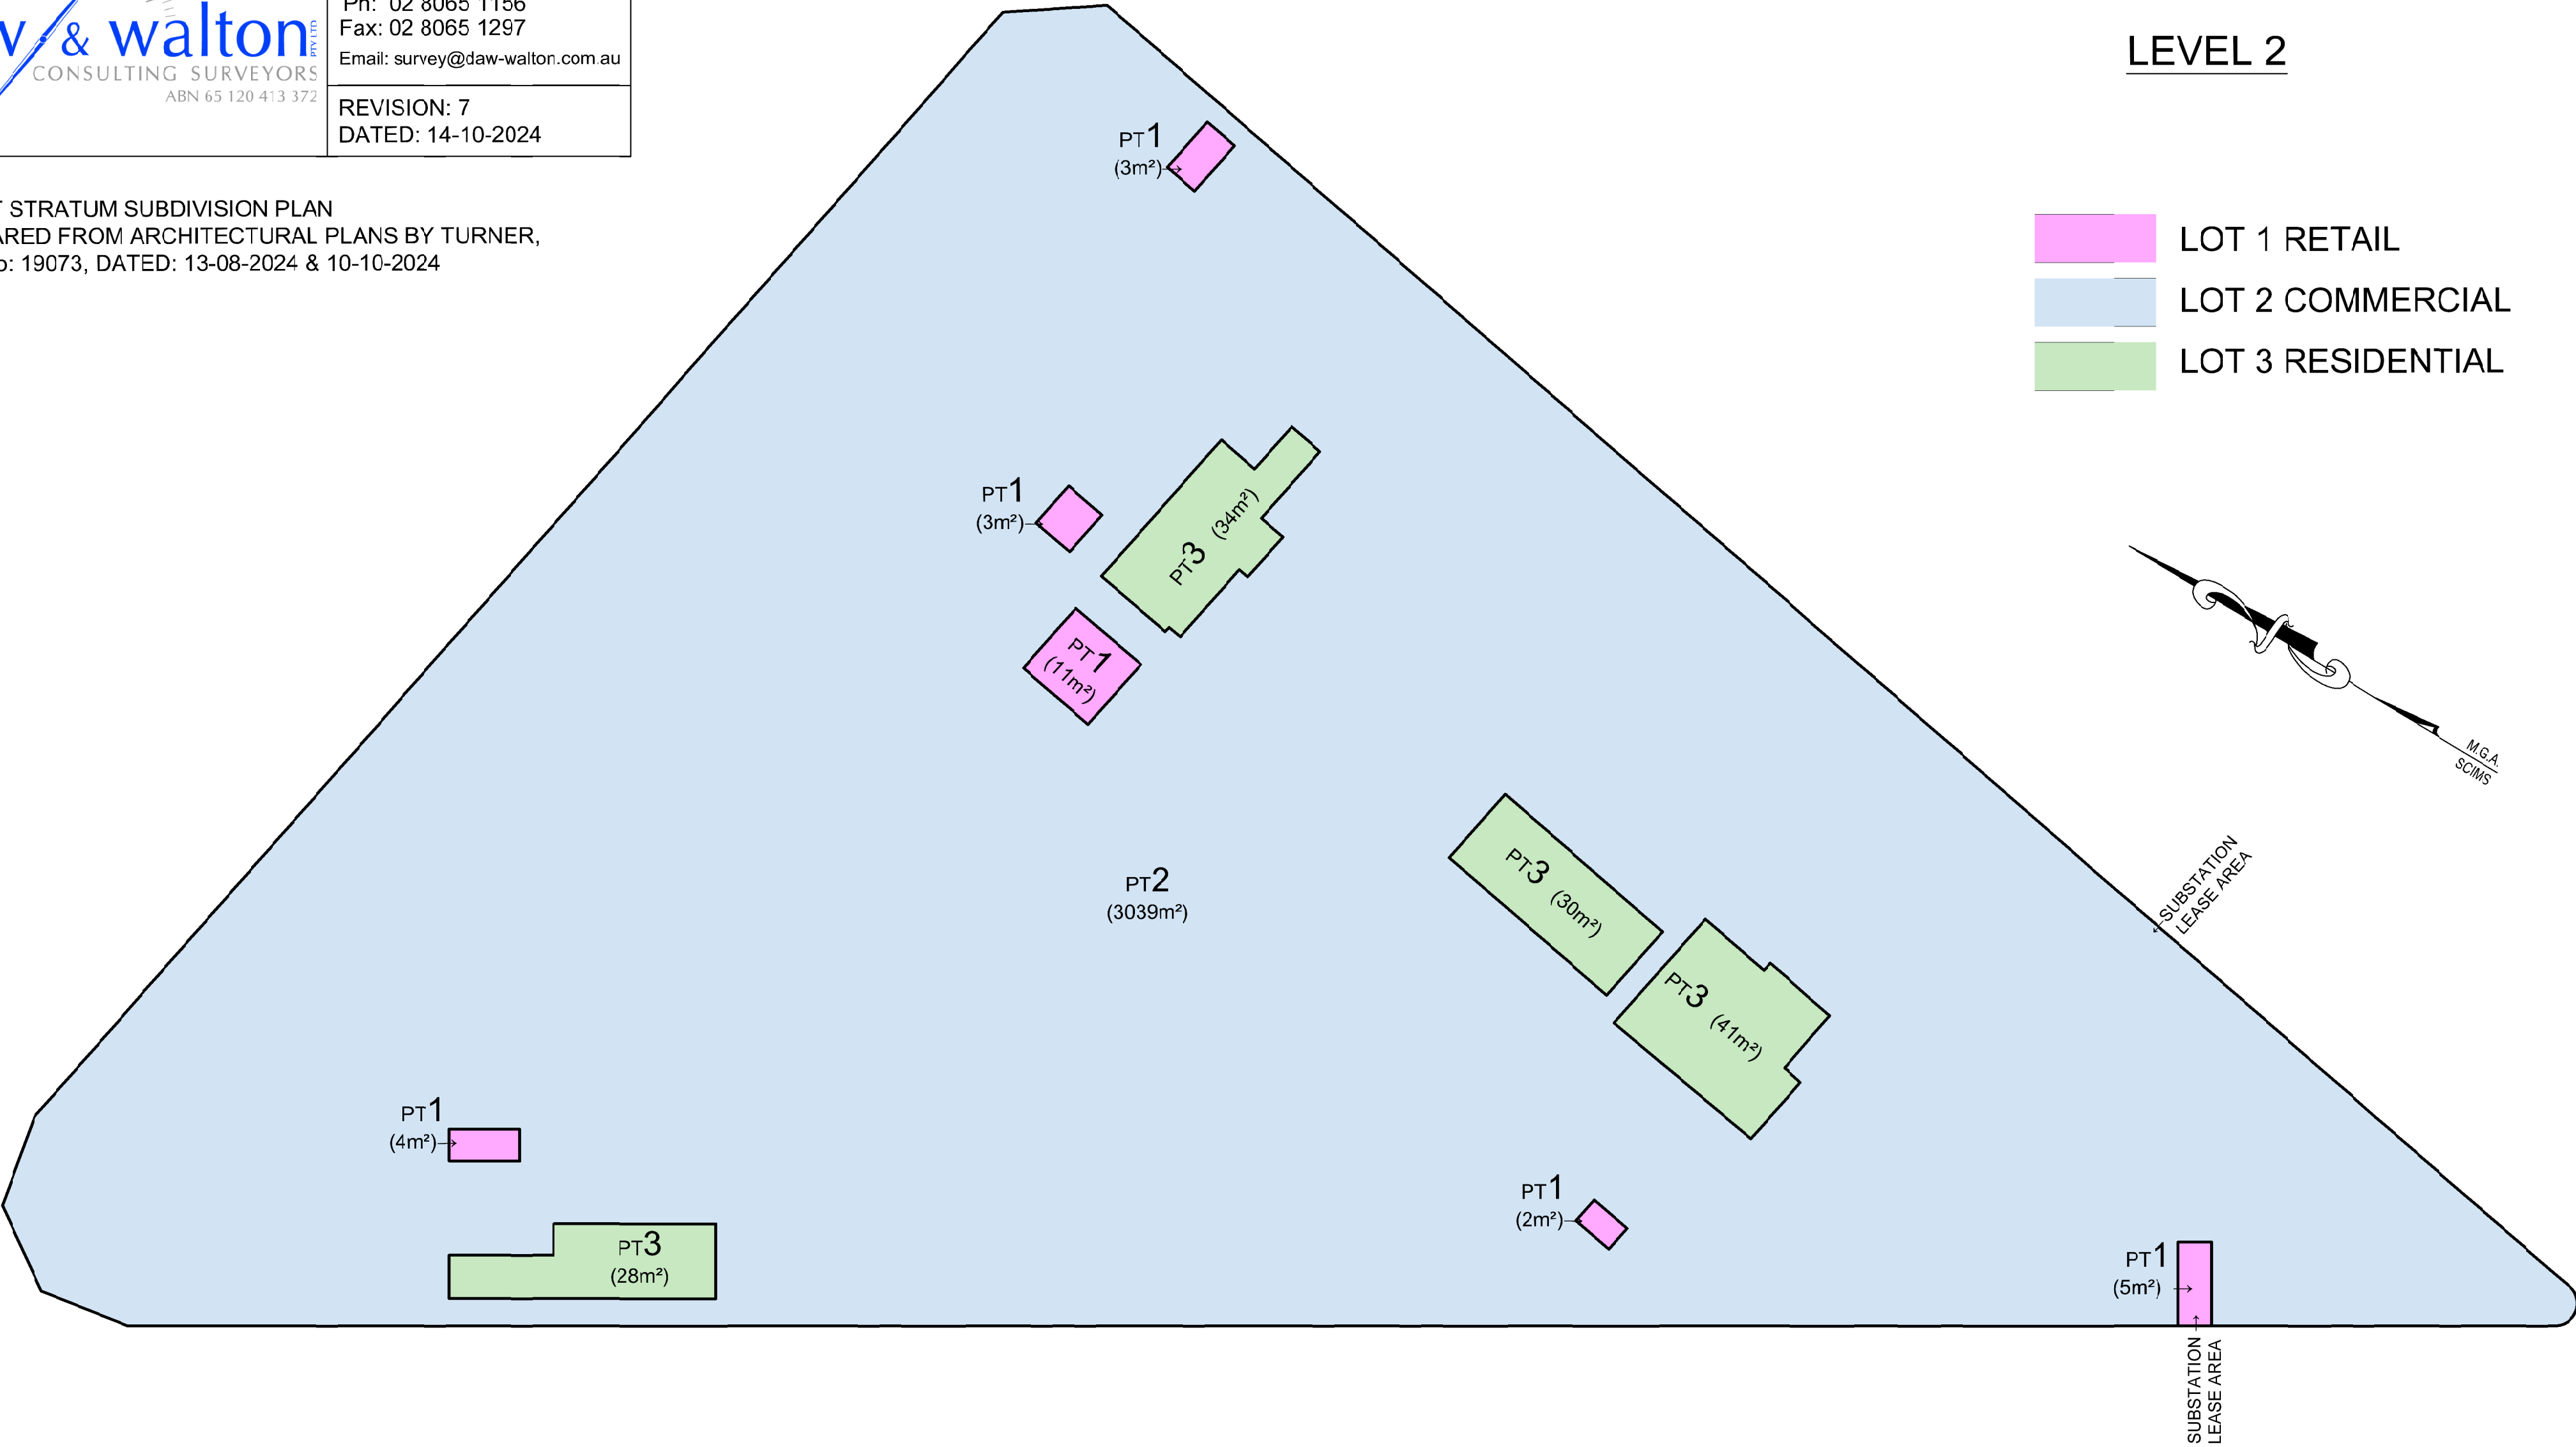 & walton PTY LTD
CONSULTING SURVEYORS
ABN 65 120 413 372
Ph: 02 8065 1156
Fax: 02 8065 1297
Email: survey@daw-walton.com.au
REVISION: 7
DATED: 14-10-2024
STRATUM SUBDIVISION PLAN
FROM ARCHITECTURAL PLANS BY TURNER,
19073, DATED: 13-08-2024 & 10-10-2024
LEVEL 2
LOT 1 RETAIL
LOT 2 COMMERCIAL
LOT 3 RESIDENTIAL
PT1
(3m²)
PT1
(3m²)
PT3 (34m²)
PT1
(11m²)
M.G.A.
SCIMS
SUBSTATION
LEASE AREA
PT2
(3039m²)
PT3 (30m²)
PT3 (41m²)
PT1
(4m²)
PT3
(28m²)
PT1
(2m²)
PT1
(5m²)
SUBSTATION
LEASE AREA